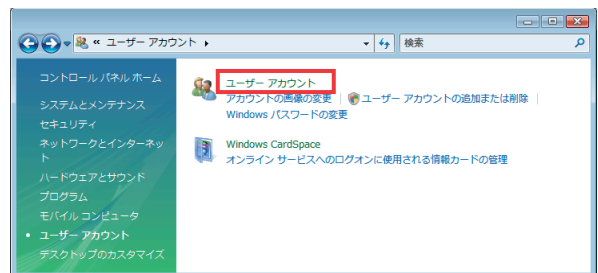 « ユーザー アカウント
検索
コントロール パネル ホーム
システムとメンテナンス
セキュリティ
ネットワークとインターネッ
ト
ハードウェアとサウンド
プログラム
モバイル コンピュータ
• ユーザー アカウント
デスクトップのカスタマイズ
ユーザー アカウント
アカウントの画像の変更 ユーザー アカウントの追加または削除
Windows パスワードの変更
Windows CardSpace
オンライン サービスへのログオンに使用される情報カードの管理